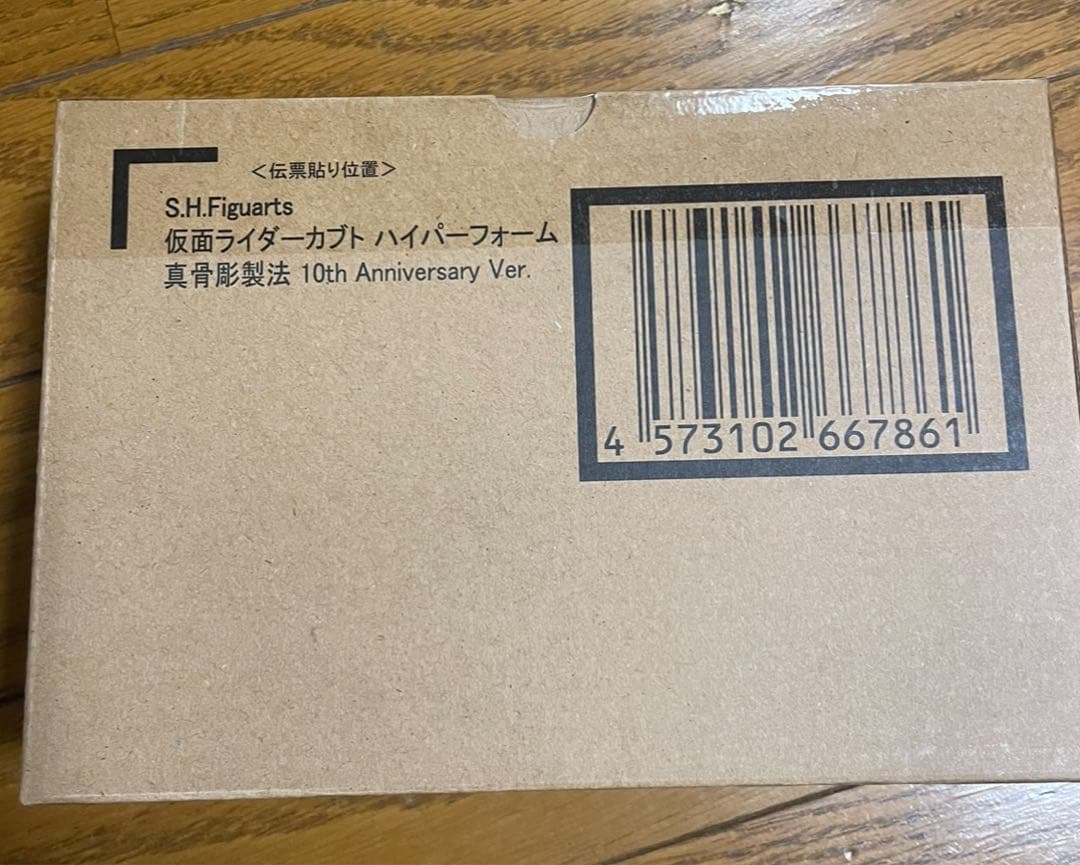 ＜伝票貼り位置＞
S.H.Figuarts
仮面ライダーカブト ハイパーフォーム
真骨彫製法 10th Anniversary Ver.
4 573102 667861